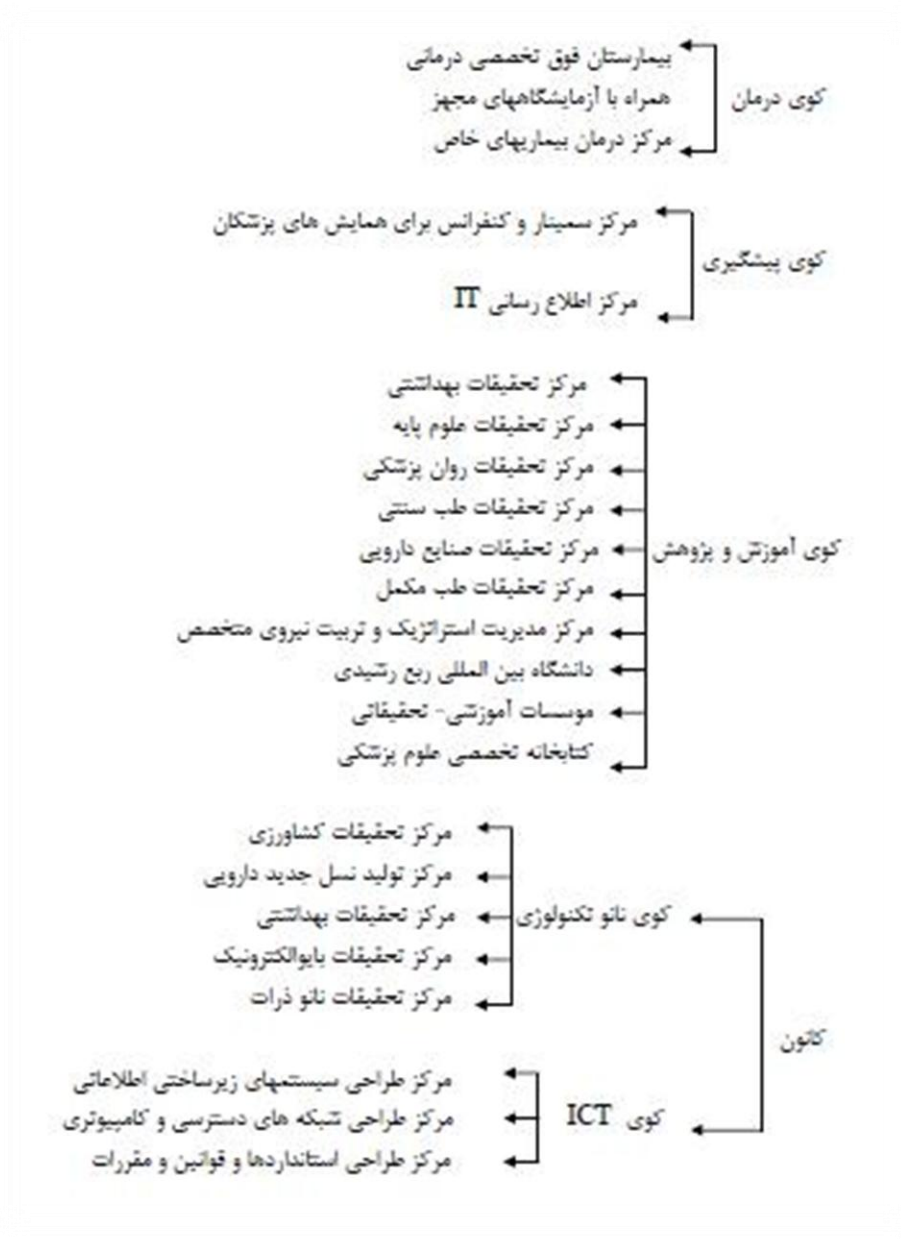 کوی درمان
بیمارستان فوق تخصصی درمانی
همراه با آزمایشگاههای مجهز
مرکز درمان بیماریهای خاص
کوی پیشگیری
مرکز سمینار و کنفرانس برای همایش های پزشکان
مرکز اطلاع رسانی IT
کوی آموزش و پژوهش
مرکز تحقیقات بهداشتی
مرکز تحقیقات علوم پایه
مرکز تحقیقات روان پزشکی
مرکز تحقیقات طب سنتی
مرکز تحقیقات صنایع دارویی
مرکز تحقیقات طب مکمل
مرکز مدیریت استراتژیک و تربیت نیروی متخصص
دانشگاه بین المللی ربع رشیدی
موسسات آموزشی- تحقیقاتی
کتابخانه تخصصی علوم پزشکی
کانون
کوی نانو تکنولوژی
مرکز تحقیقات کشاورزی
مرکز تولید نسل جدید دارویی
مرکز تحقیقات بهداشتی
مرکز تحقیقات بایوالکترونیک
مرکز تحقیقات نانو ذرات
کوی ICT
مرکز طراحی سیستمهای زیرساختی اطلاعاتی
مرکز طراحی شبکه های دسترسی و کامپیوتری
مرکز طراحی استانداردها و قوانین و مقررات